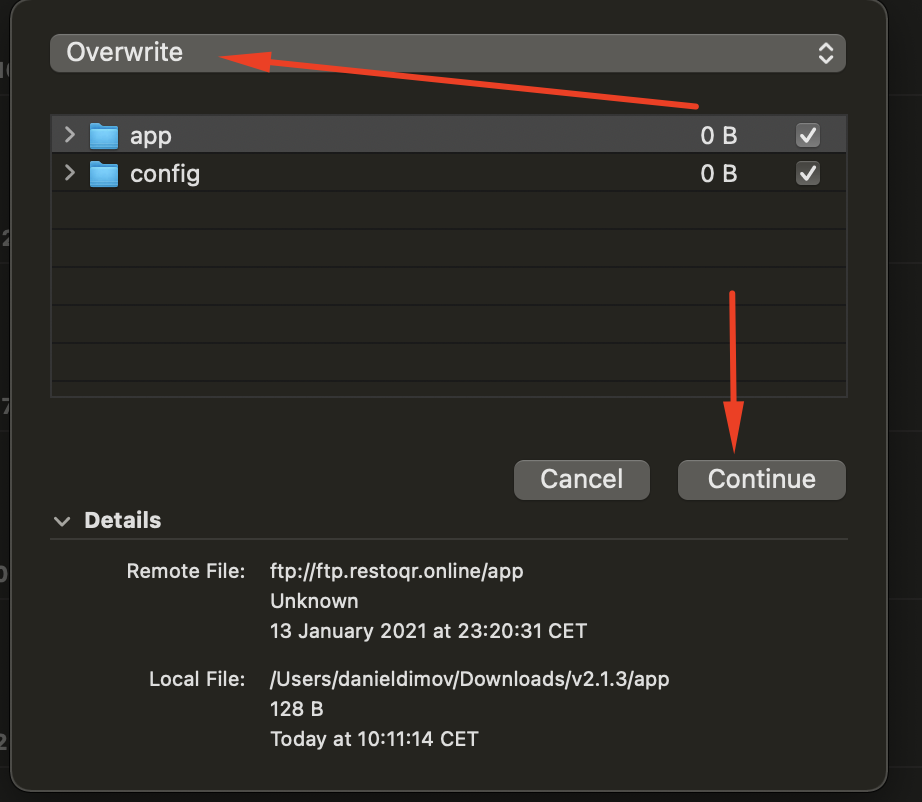 Overwrite
app 0 B
config 0 B
Cancel Continue
Details
Remote File: ftp://ftp.restoqr.online/app
Unknown
13 January 2021 at 23:20:31 CET
Local File: /Users/danieldimov/Downloads/v2.1.3/app
128 B
Today at 10:11:14 CET